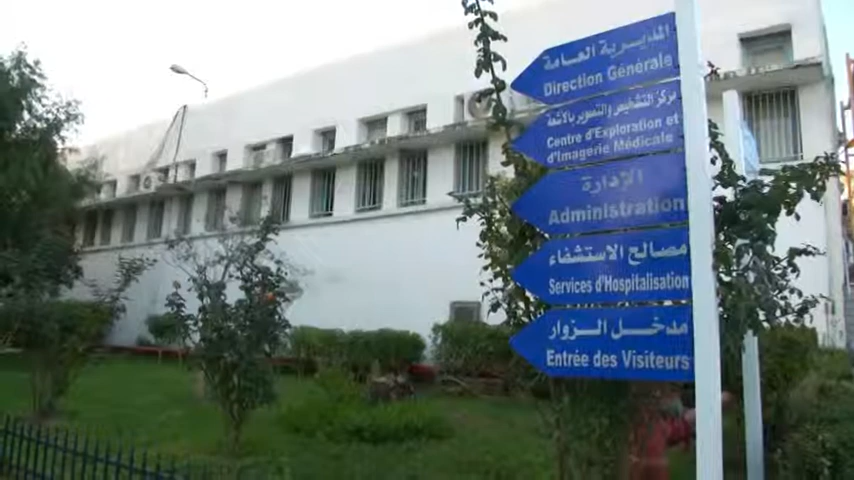 المديرية العامة
Direction Générale
مركز التشخيص والتصوير بالأشعة
Centre d'Exploration et
d'Imagerie Médicale
الإدارة
Administration
مصالح الاستشفاء
Services d'Hospitalisation
مدخل الزوار
Entrée des Visiteurs